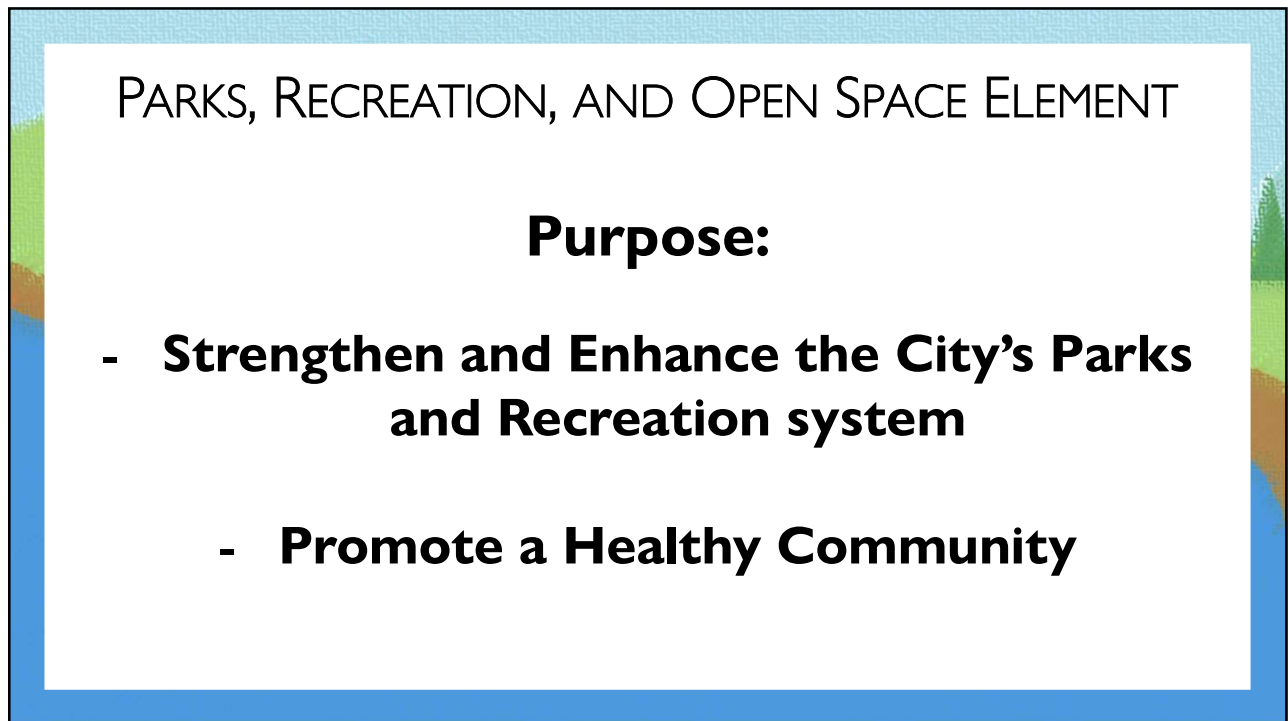 PARKS, RECREATION, AND OPEN SPACE ELEMENT
Purpose:
- Strengthen and Enhance the City’s Parks
and Recreation system
- Promote a Healthy Community